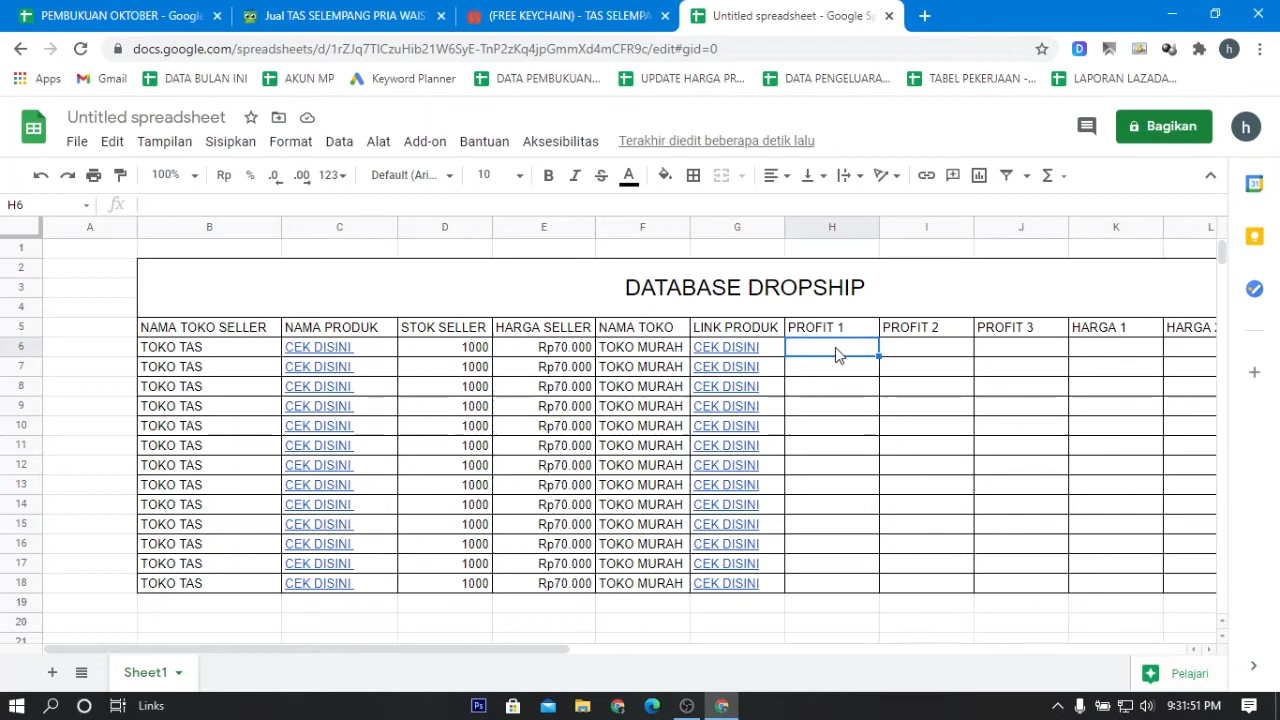 PEMBUKAN OKTOBER - Google
Jual TAS SELEMPANG PRIA WAIS
(FREE KEYCHAIN) - TAS SELEMPA
Untitled spreadsheet - Google Sp
docs.google.com/spreadsheets/d/1rZJq7TlCzuHib21W6SyE-TnP2zKq4jpGmmXd4mCFR9c/edit#gid=0
D
h
Apps
Gmail
DATA BULAN INI
AKUN MP
Keyword Planner
DATA PEMBUKUAN...
UPDATE HARGA PR...
DATA PENGELUARA...
TABEL PEKERJAAN -...
LAPORAN LAZADA...
Untitled spreadsheet
File Edit Tampilan Sisipkan Format Data Alat Add-on Bantuan Aksesibilitas Terakhir diedit beberapa detik lalu
Bagikan
h
100% Rp % .0 .00 123 Default (Ari... 10 B I S A Σ
H6 fx
A B C D E F G H I J K L
1
2
3 DATABASE DROPSHIP
4
5 NAMA TOKO SELLER NAMA PRODUK STOK SELLER HARGA SELLER NAMA TOKO LINK PRODUK PROFIT 1 PROFIT 2 PROFIT 3 HARGA 1 HARGA 2
6 TOKO TAS CEK DISINI 1000 Rp70.000 TOKO MURAH CEK DISINI
7 TOKO TAS CEK DISINI 1000 Rp70.000 TOKO MURAH CEK DISINI
8 TOKO TAS CEK DISINI 1000 Rp70.000 TOKO MURAH CEK DISINI
9 TOKO TAS CEK DISINI 1000 Rp70.000 TOKO MURAH CEK DISINI
10 TOKO TAS CEK DISINI 1000 Rp70.000 TOKO MURAH CEK DISINI
11 TOKO TAS CEK DISINI 1000 Rp70.000 TOKO MURAH CEK DISINI
12 TOKO TAS CEK DISINI 1000 Rp70.000 TOKO MURAH CEK DISINI
13 TOKO TAS CEK DISINI 1000 Rp70.000 TOKO MURAH CEK DISINI
14 TOKO TAS CEK DISINI 1000 Rp70.000 TOKO MURAH CEK DISINI
15 TOKO TAS CEK DISINI 1000 Rp70.000 TOKO MURAH CEK DISINI
16 TOKO TAS CEK DISINI 1000 Rp70.000 TOKO MURAH CEK DISINI
17 TOKO TAS CEK DISINI 1000 Rp70.000 TOKO MURAH CEK DISINI
18 TOKO TAS CEK DISINI 1000 Rp70.000 TOKO MURAH CEK DISINI
19
20
21
Sheet1
Pelajari
Links
Ps
9:31:51 PM